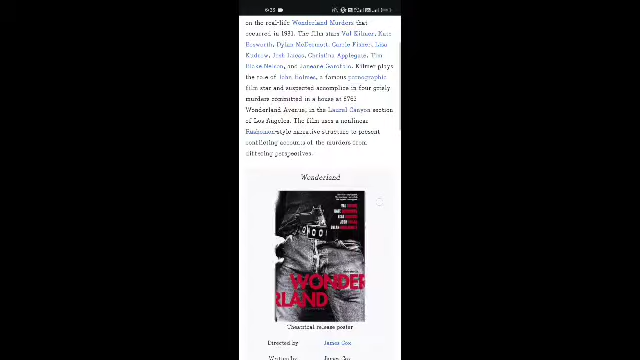 on the real-life Wonderland Murders that
occurred in 1981. The film stars Val Kilmer, Kate
Bosworth, Dylan McDermott, Carrie Fisher, Lisa
Kudrow, Josh Lucas, Christina Applegate, Tim
Blake Nelson, and Janeane Garofalo. Kilmer plays
the role of John Holmes, a famous pornographic
film star and suspected accomplice in four grisly
murders committed in a house at 8763
Wonderland Avenue, in the Laurel Canyon section
of Los Angeles. The film uses a nonlinear
Rashomon-style narrative structure to present
conflicting accounts of the murders from
differing perspectives.
Wonderland
WONDER
LAND
Theatrical release poster
Directed by James Cox
Written by James Cox